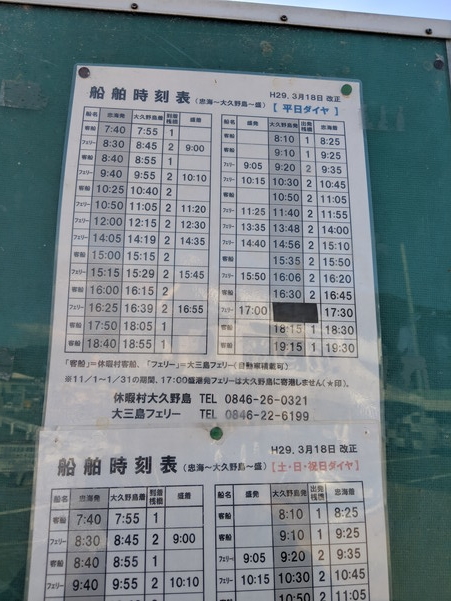 船舶時刻表 (忠海～大久野島～盛) H29. 3月18日 改正
【 平日ダイヤ 】
船名 忠海発 大久野島着 到着桟橋 盛着
客船 7:40 7:55 1
フェリー 8:30 8:45 2 9:00
客船 8:40 8:55 1
フェリー 9:40 9:55 2 10:10
客船 10:25 10:40 2
フェリー 10:50 11:05 2 11:20
フェリー 12:00 12:15 2 12:30
フェリー 14:05 14:19 2 14:35
客船 15:00 15:15 2
フェリー 15:15 15:29 2 15:45
客船 16:00 16:15 2
フェリー 16:25 16:39 2 16:55
客船 17:50 18:05 1
客船 18:40 18:55 1
船名 盛発 大久野島発 出発桟橋 忠海着
客船 8:10 1 8:25
客船 9:10 1 9:25
フェリー 9:05 9:20 2 9:35
フェリー 10:15 10:30 2 10:45
客船 10:50 2 11:05
フェリー 11:25 11:40 2 11:55
フェリー 13:35 13:48 2 14:00
フェリー 14:40 14:56 2 15:10
客船 15:35 2 15:50
フェリー 15:50 16:06 2 16:20
客船 16:30 2 16:45
フェリー 17:00 17:30
客船 18:15 1 18:30
客船 19:15 1 19:30
「客船」=休暇村客船、「フェリー」=大三島フェリー(自動車積載可)
※11/1～1/31の期間、17:00盛港発フェリーは大久野島に寄港しません(★印)。
休暇村大久野島 TEL 0846-26-0321
大三島フェリー TEL 0846-22-6199
船舶時刻表 (忠海～大久野島～盛) H29. 3月18日 改正
【土・日・祝日ダイヤ】
船名 忠海発 大久野島着 到着桟橋 盛着
客船 7:40 7:55 1
フェリー 8:30 8:45 2 9:00
客船 8:40 8:55 1
フェリー 9:40 9:55 2 10:10
船名 盛発 大久野島発 出発桟橋 忠海着
客船 8:10 1 8:25
客船 9:10 1 9:25
フェリー 9:05 9:20 2 9:35
フェリー 10:15 10:30 2 10:45
客船 10:50 2 11:05